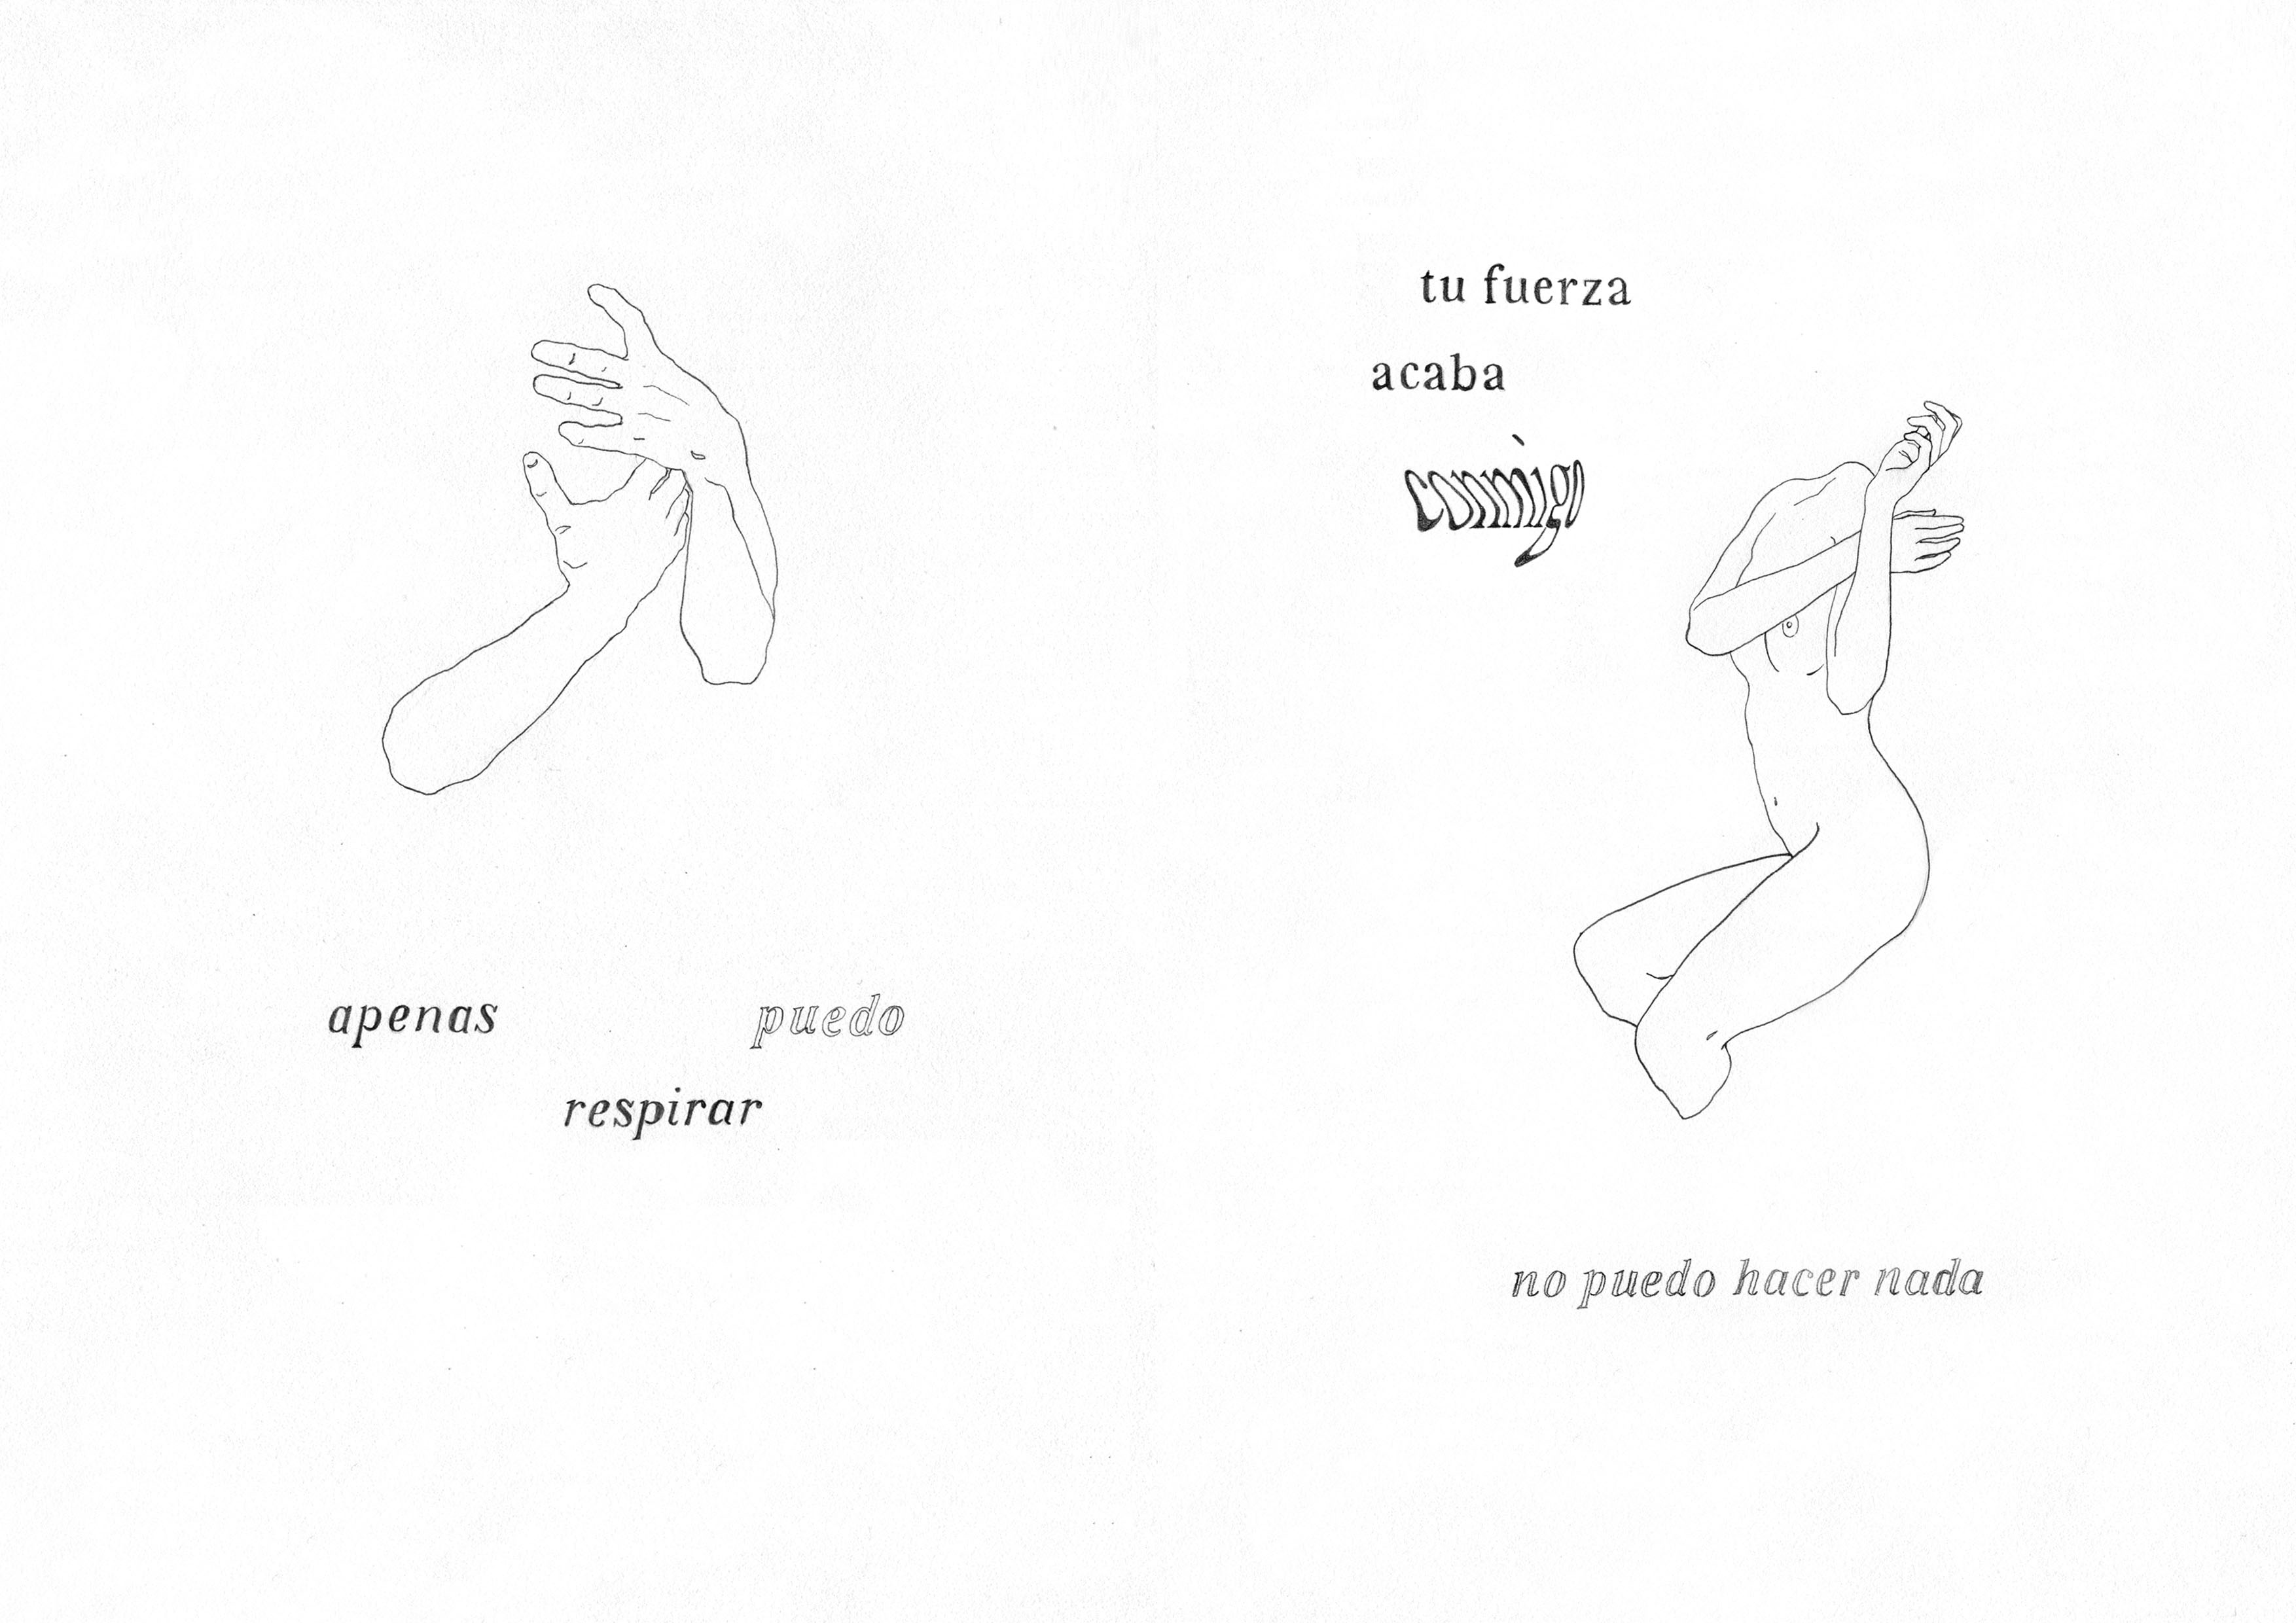 apenas puedo
respirar
tu fuerza
acaba
conmigo
no puedo hacer nada